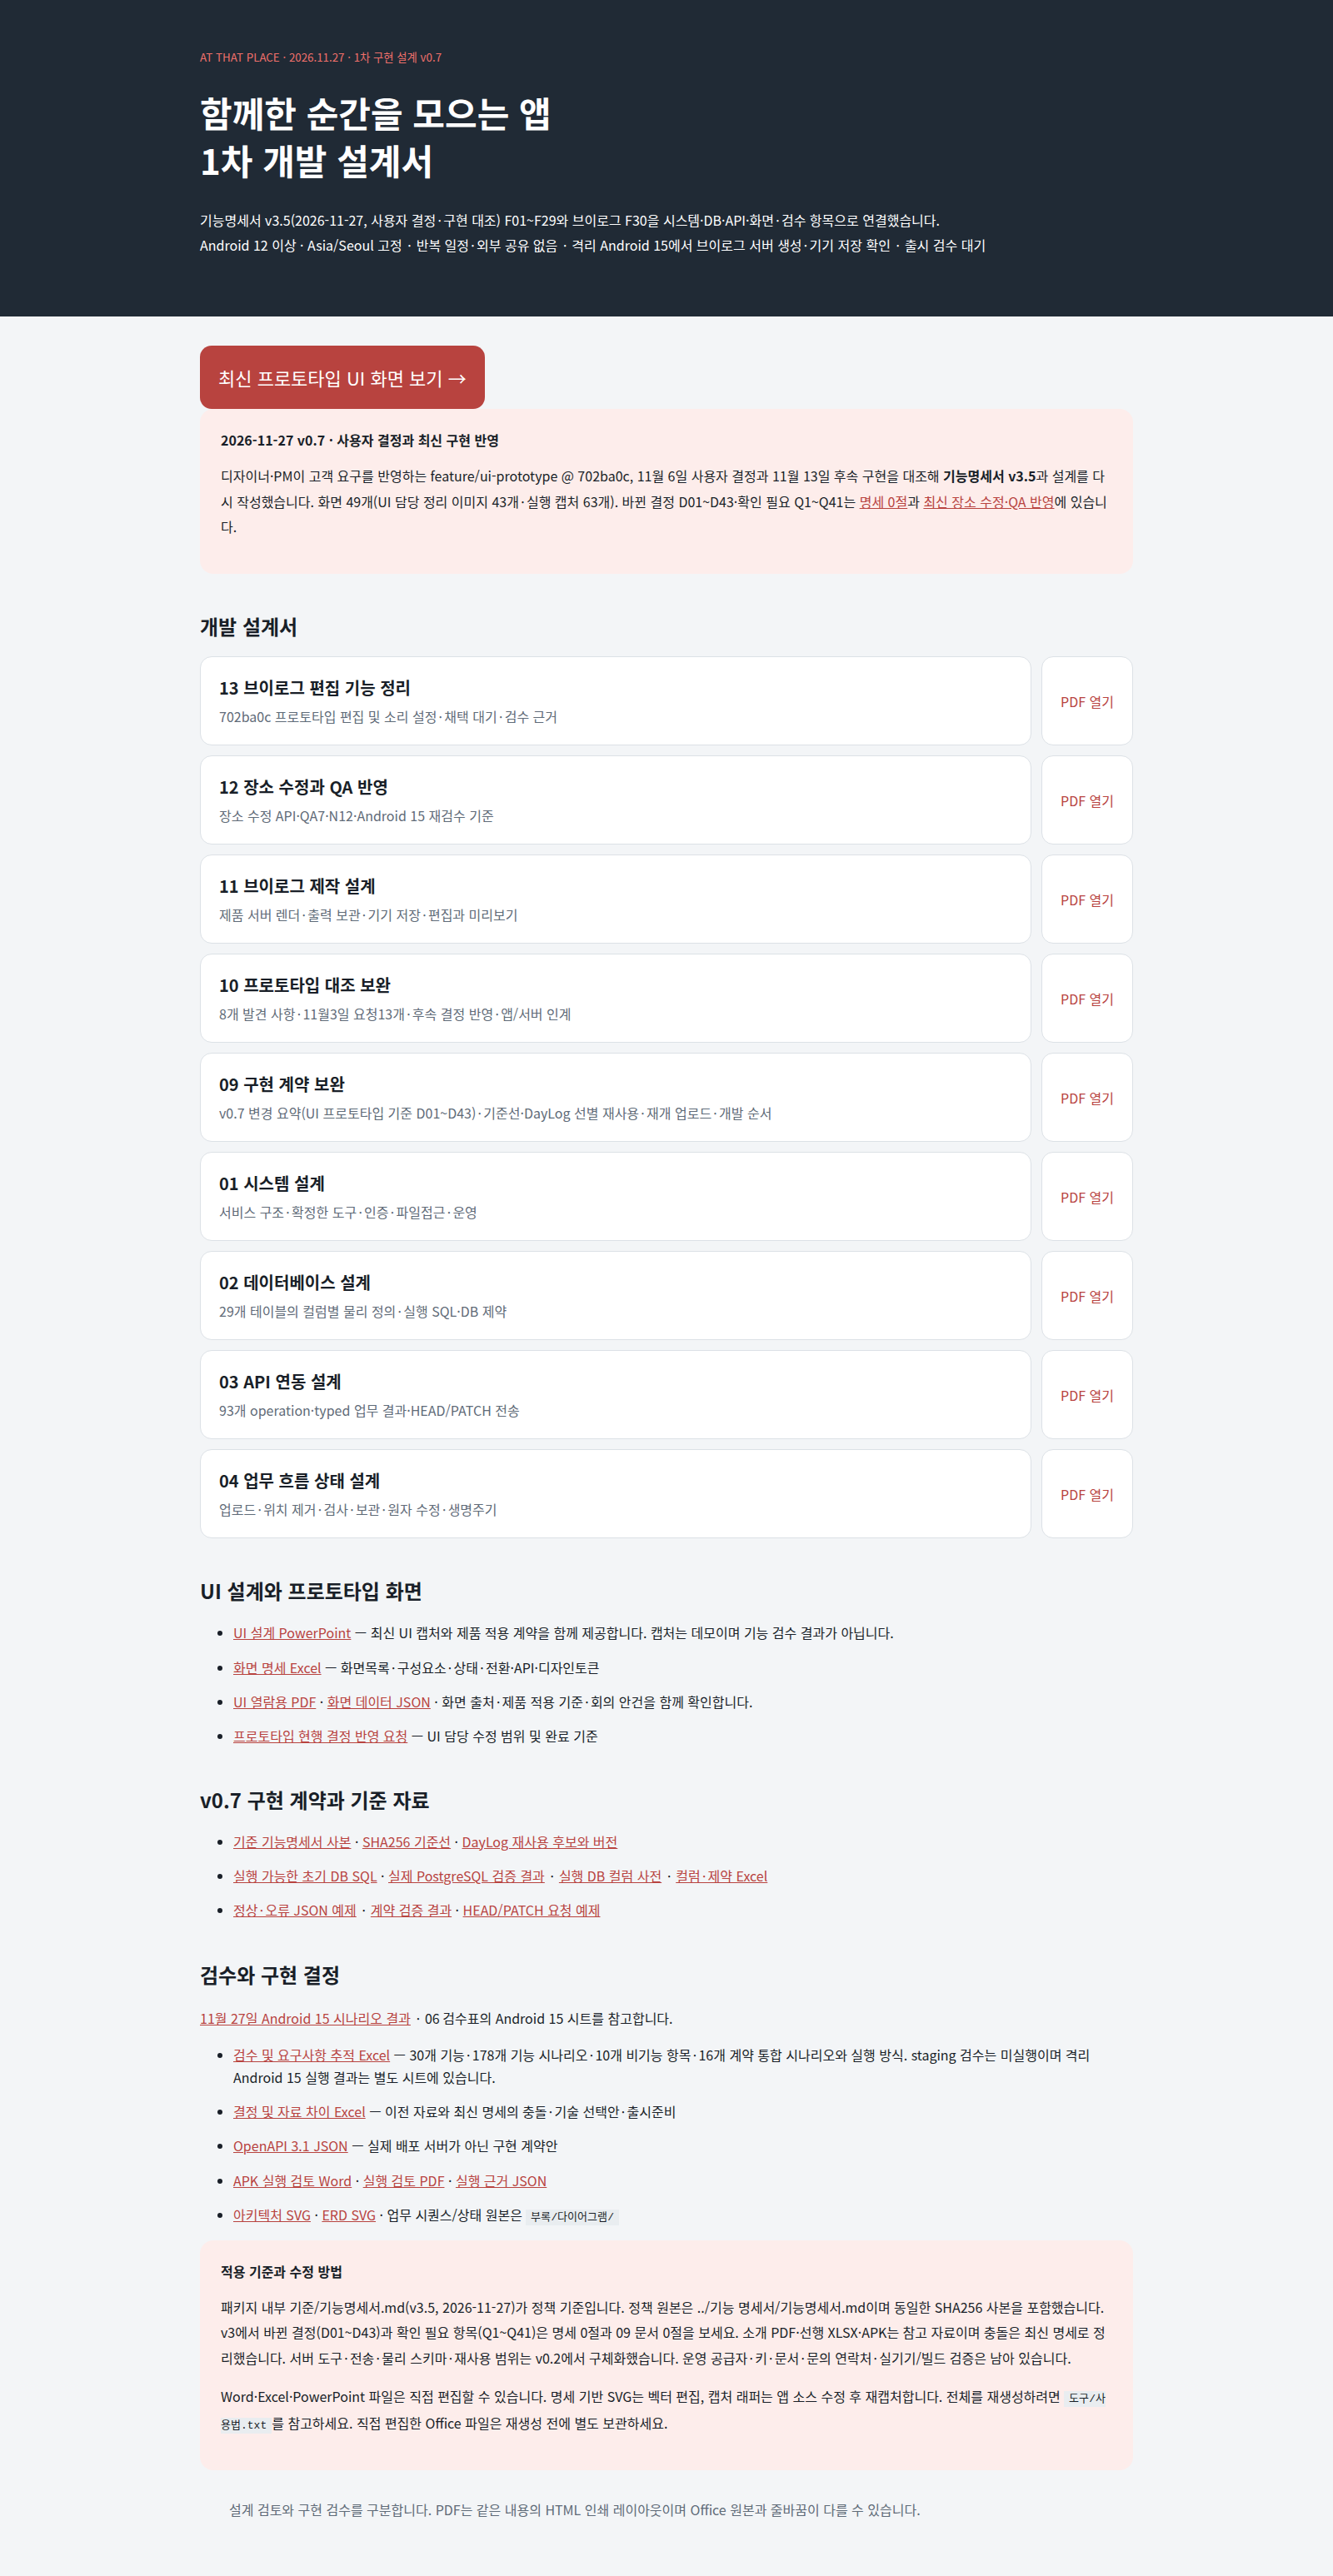 AT THAT PLACE · 2026.11.27 · 1차 구현 설계 v0.7
함께한 순간을 모으는 앱
1차 개발 설계서
기능명세서 v3.5(2026-11-27, 사용자 결정·구현 대조) F01~F29와 브이로그 F30을 시스템·DB·API·화면·검수 항목으로 연결했습니다.
Android 12 이상 · Asia/Seoul 고정 · 반복 일정·외부 공유 없음 · 격리 Android 15에서 브이로그 서버 생성·기기 저장 확인 · 출시 검수 대기
최신 프로토타입 UI 화면 보기 →
2026-11-27 v0.7 · 사용자 결정과 최신 구현 반영
디자이너·PM이 고객 요구를 반영하는 feature/ui-prototype @ 702ba0c, 11월 6일 사용자 결정과 11월 13일 후속 구현을 대조해 기능명세서 v3.5과 설계를 다
시 작성했습니다. 화면 49개(UI 담당 정리 이미지 43개·실행 캡처 63개). 바뀐 결정 D01~D43·확인 필요 Q1~Q41는 명세 0절과 최신 장소 수정·QA 반영에 있습니
다.
개발 설계서
13 브이로그 편집 기능 정리
702ba0c 프로토타입 편집 및 소리 설정·채택 대기·검수 근거
PDF 열기
12 장소 수정과 QA 반영
장소 수정 API·QA7·N12·Android 15 재검수 기준
PDF 열기
11 브이로그 제작 설계
제품 서버 렌더·출력 보관·기기 저장·편집과 미리보기
PDF 열기
10 프로토타입 대조 보완
8개 발견 사항·11월3일 요청13개·후속 결정 반영·앱/서버 인계
PDF 열기
09 구현 계약 보완
v0.7 변경 요약(UI 프로토타입 기준 D01~D43)·기준선·DayLog 선별 재사용·재개 업로드·개발 순서
PDF 열기
01 시스템 설계
서비스 구조·확정한 도구·인증·파일접근·운영
PDF 열기
02 데이터베이스 설계
29개 테이블의 컬럼별 물리 정의·실행 SQL·DB 제약
PDF 열기
03 API 연동 설계
93개 operation·typed 업무 결과·HEAD/PATCH 전송
PDF 열기
04 업무 흐름 상태 설계
업로드·위치 제거·검사·보관·원자 수정·생명주기
PDF 열기
UI 설계와 프로토타입 화면
• UI 설계 PowerPoint — 최신 UI 캡처와 제품 적용 계약을 함께 제공합니다. 캡처는 데모이며 기능 검수 결과가 아닙니다.
• 화면 명세 Excel — 화면목록·구성요소·상태·전환·API·디자인토큰
• UI 열람용 PDF · 화면 데이터 JSON · 화면 출처·제품 적용 기준·회의 안건을 함께 확인합니다.
• 프로토타입 현행 결정 반영 요청 — UI 담당 수정 범위 및 완료 기준
v0.7 구현 계약과 기준 자료
• 기준 기능명세서 사본 · SHA256 기준선 · DayLog 재사용 후보와 버전
• 실행 가능한 초기 DB SQL · 실제 PostgreSQL 검증 결과 · 실행 DB 컬럼 사전 · 컬럼·제약 Excel
• 정상·오류 JSON 예제 · 계약 검증 결과 · HEAD/PATCH 요청 예제
검수와 구현 결정
11월 27일 Android 15 시나리오 결과 · 06 검수표의 Android 15 시트를 참고합니다.
• 검수 및 요구사항 추적 Excel — 30개 기능·178개 기능 시나리오·10개 비기능 항목·16개 계약 통합 시나리오와 실행 방식. staging 검수는 미실행이며 격리
Android 15 실행 결과는 별도 시트에 있습니다.
• 결정 및 자료 차이 Excel — 이전 자료와 최신 명세의 충돌·기술 선택안·출시준비
• OpenAPI 3.1 JSON — 실제 배포 서버가 아닌 구현 계약안
• APK 실행 검토 Word · 실행 검토 PDF · 실행 근거 JSON
• 아키텍처 SVG · ERD SVG · 업무 시퀀스/상태 원본은 부록/다이어그램/
적용 기준과 수정 방법
패키지 내부 기준/기능명세서.md(v3.5, 2026-11-27)가 정책 기준입니다. 정책 원본은 ../기능 명세서/기능명세서.md이며 동일한 SHA256 사본을 포함했습니다.
v3에서 바뀐 결정(D01~D43)과 확인 필요 항목(Q1~Q41)은 명세 0절과 09 문서 0절을 보세요. 소개 PDF·선행 XLSX·APK는 참고 자료이며 충돌은 최신 명세로 정
리했습니다. 서버 도구·전송·물리 스키마·재사용 범위는 v0.2에서 구체화했습니다. 운영 공급자·키·문서·문의 연락처·실기기/빌드 검증은 남아 있습니다.
Word·Excel·PowerPoint 파일은 직접 편집할 수 있습니다. 명세 기반 SVG는 벡터 편집, 캡처 래퍼는 앱 소스 수정 후 재캡처합니다. 전체를 재생성하려면 도구/사
용법.txt 를 참고하세요. 직접 편집한 Office 파일은 재생성 전에 별도 보관하세요.
설계 검토와 구현 검수를 구분합니다. PDF는 같은 내용의 HTML 인쇄 레이아웃이며 Office 원본과 줄바꿈이 다를 수 있습니다.